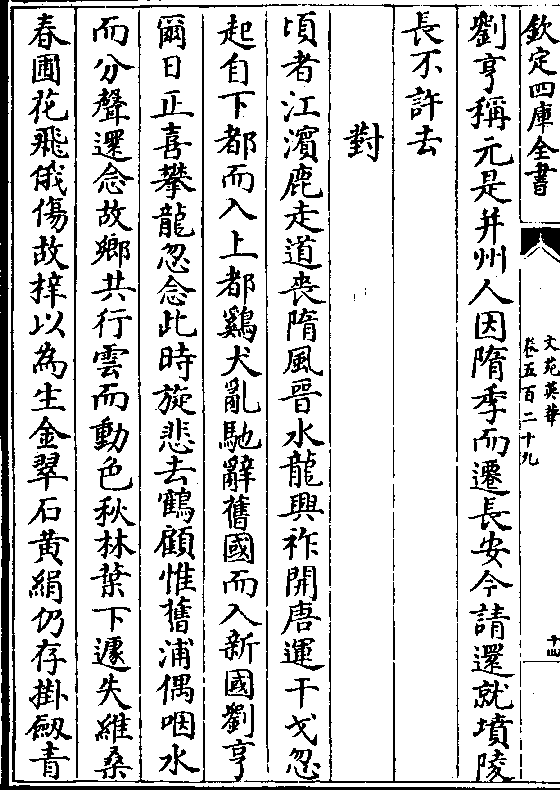 欽定四庫全書
文苑英華
卷五百二十九
十四
劉亨稱元是并州人因隋季而遷長安今請還就墳陵
長不許去
對
頃者江濱鹿走道喪隋風晉水龍興祚開唐運干戈忽
起自下都而入上都鷄犬亂馳辭舊國而入新國劉亨
爾日正喜攀龍忽念此時旋悲去鶴顧惟舊浦偶咽水
而分聲還念故鄉共行雲而動色秋林葉下遽失維桑
春圃花飛俄傷故梓以為生金翠石黃絹仍存掛劔青